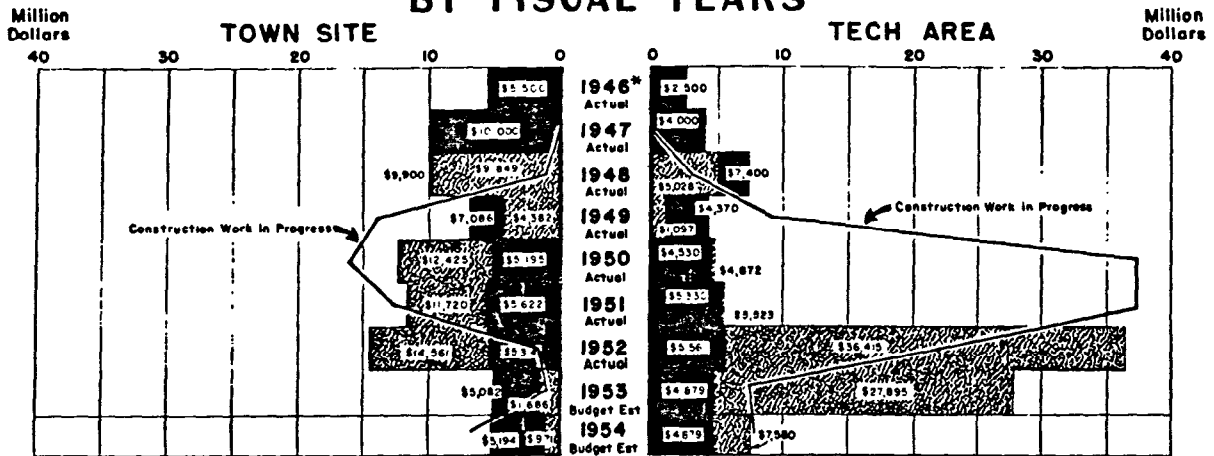 BY FISCAL YEARS
Million Dollars
TOWN SITE
TECH AREA
Million Dollars
40 30 20 10 0
0 10 20 30 40
$5,500 1946* $2,500
Actual
$10,000 1947 $4,000
Actual
$9,900 $9,849 1948 $5,028 $7,400
Actual
$7,086 $4,382 1949 $1,097 $4,370
Actual
Construction Work in Progress
Construction Work in Progress
$12,425 $5,195 1950 $4,530 $4,872
Actual
$11,720 $5,622 1951
Actual
$14,561 1952 $36,415
Actual
$5,082 $1,686 1953 $4,679 $27,895
Budget Est
$5,194 1954 $4,679 $7,580
Budget Est